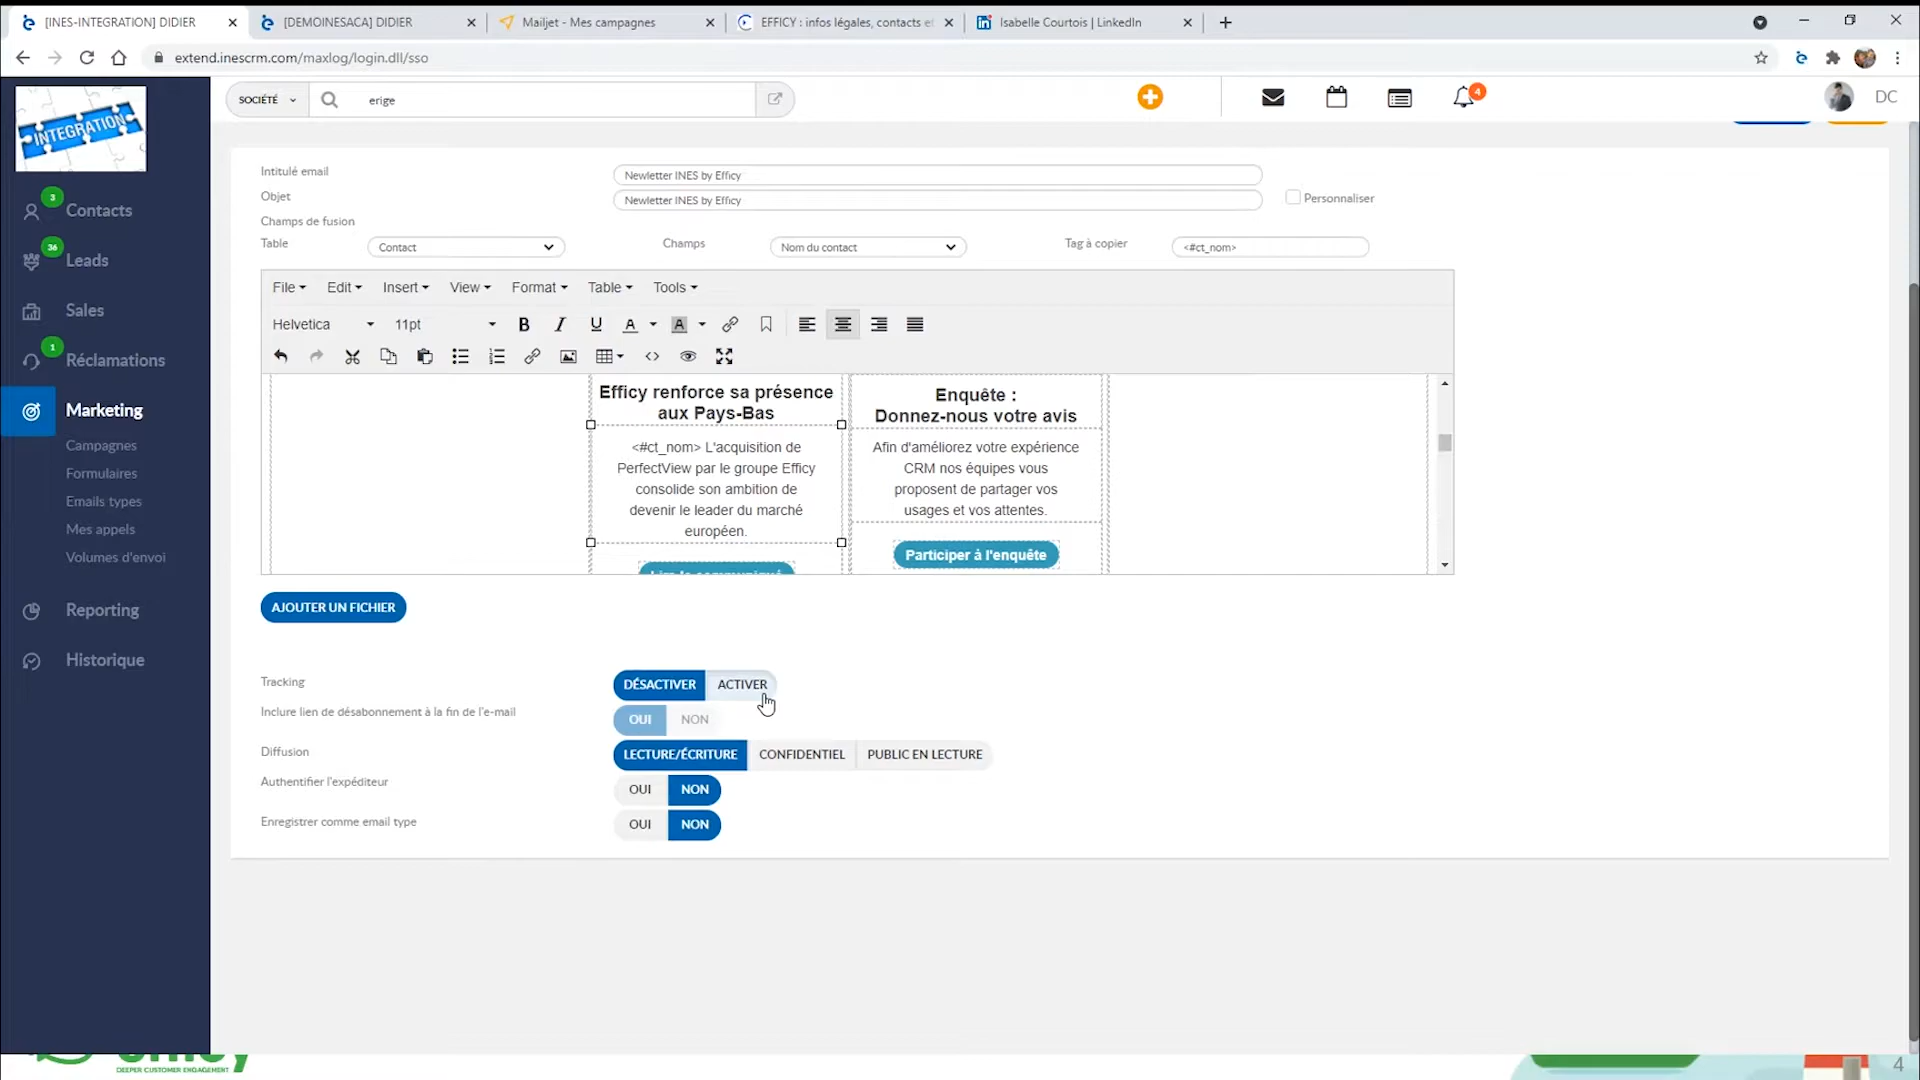 [INES-INTEGRATION] DIDIER
[DEMOINESACA] DIDIER
Mailjet - Mes campagnes
EFFICY : infos légales, contacts et
Isabelle Courtois | LinkedIn
extend.inescrm.com/maxlog/login.dll/sso
INTEGRATION
SOCIÉTÉ
erige
4
DC
3
Contacts
36
Leads
Sales
1
Réclamations
Marketing
Campagnes
Formulaires
Emails types
Mes appels
Volumes d'envoi
Reporting
Historique
Intitulé email
Newletter INES by Efficy
Objet
Newletter INES by Efficy
Personnaliser
Champs de fusion
Table
Contact
Champs
Nom du contact
Tag à copier
<#ct_nom>
File Edit Insert View Format Table Tools
Helvetica 11pt B I U A A
Efficy renforce sa présence
aux Pays-Bas
<#ct_nom> L'acquisition de
PerfectView par le groupe Efficy
consolide son ambition de
devenir le leader du marché
européen.
Enquête :
Donnez-nous votre avis
Afin d'améliorez votre expérience
CRM nos équipes vous
proposent de partager vos
usages et vos attentes.
Participer à l'enquête
AJOUTER UN FICHIER
Tracking
DÉSACTIVER ACTIVER
Inclure lien de désabonnement à la fin de l'e-mail
OUI NON
Diffusion
LECTURE/ÉCRITURE CONFIDENTIEL PUBLIC EN LECTURE
Authentifier l'expéditeur
OUI NON
Enregistrer comme email type
OUI NON
DEEPER CUSTOMER ENGAGEMENT
4